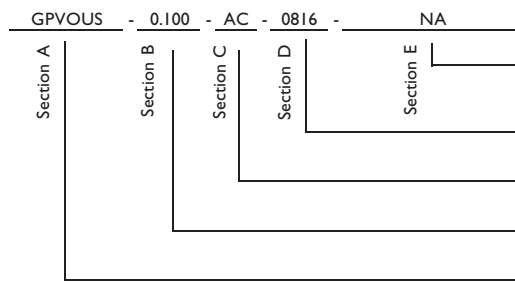 GPVOUS - 0.100 - AC - 0816 - NA
Section A
Section B
Section C
Section D
Section E